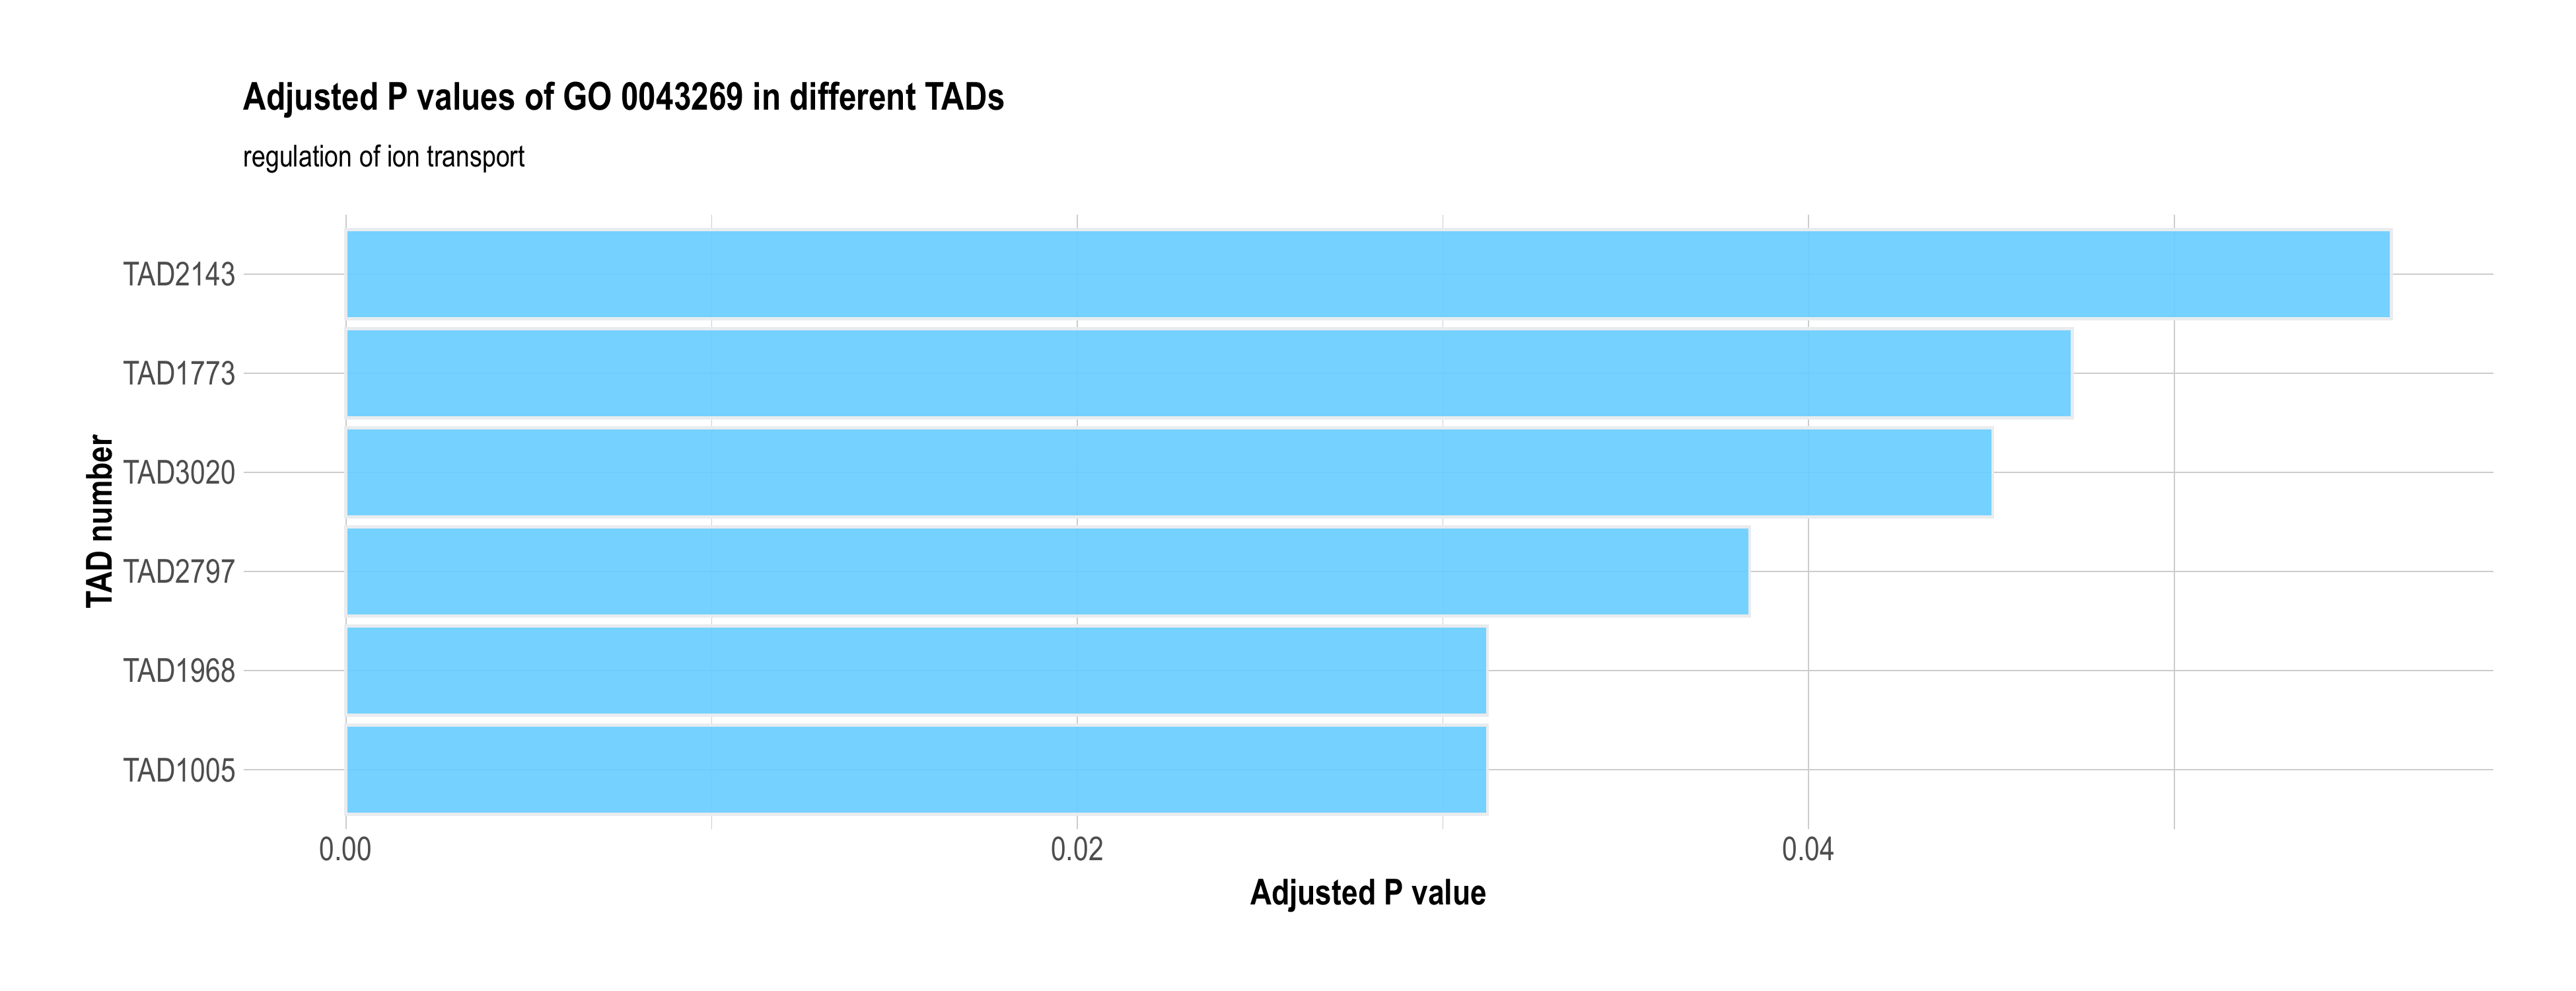 Adjusted P values of GO 0043269 in different TADs
regulation of ion transport
TAD number
TAD2143
TAD1773
TAD3020
TAD2797
TAD1968
TAD1005
0.00 0.02 0.04
Adjusted P value